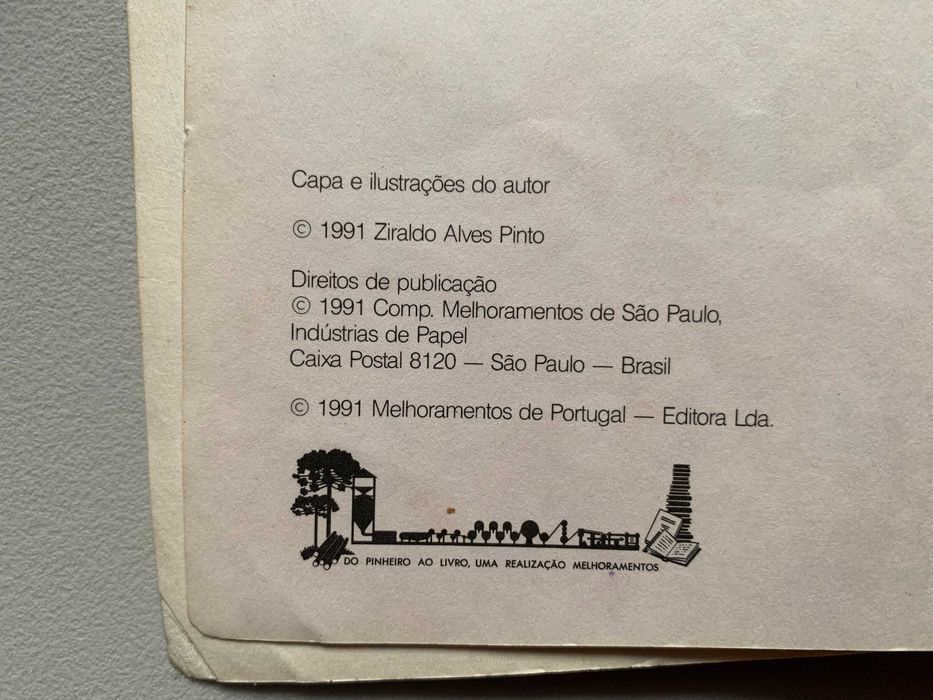 Capa e ilustrações do autor
© 1991 Ziraldo Alves Pinto
Direitos de publicação
© 1991 Comp. Melhoramentos de São Paulo,
Indústrias de Papel
Caixa Postal 8120 — São Paulo — Brasil
© 1991 Melhoramentos de Portugal — Editora Lda.
DO PINHEIRO AO LIVRO, UMA REALIZAÇÃO MELHORAMENTOS